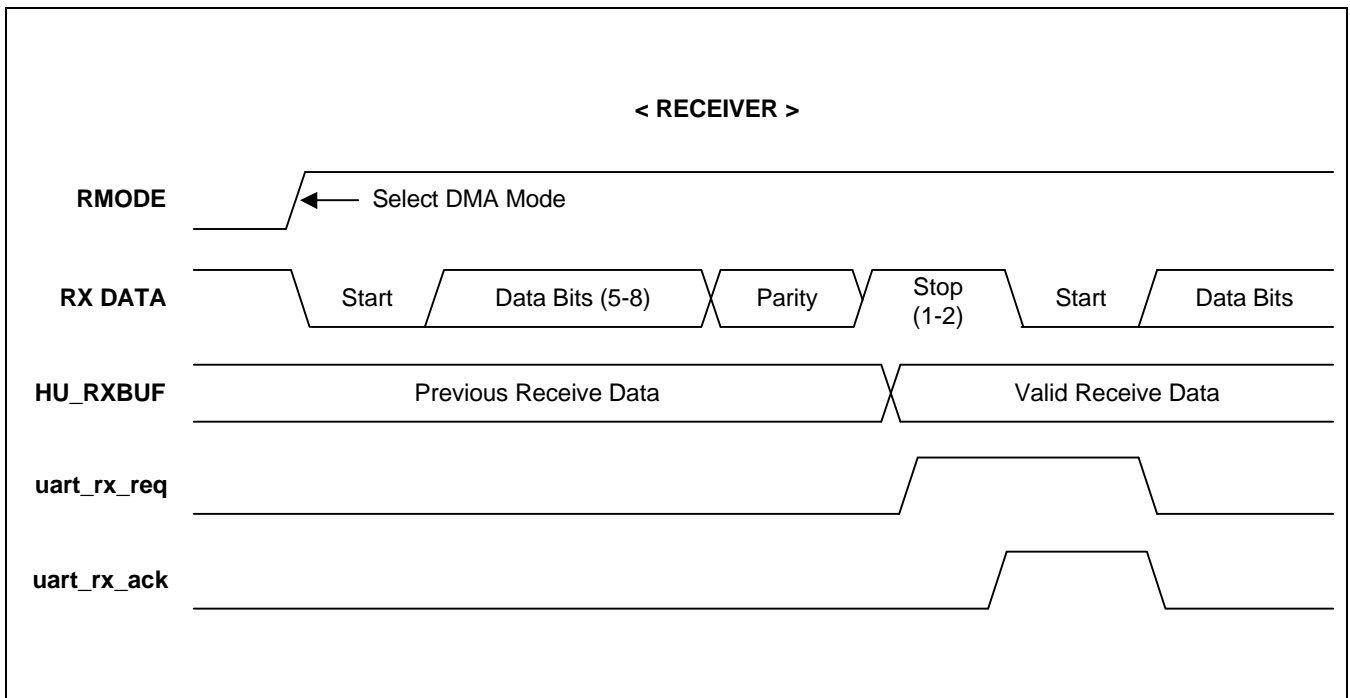 < RECEIVER >
RMODE
Select DMA Mode
RX DATA
Start
Data Bits (5-8)
Parity
Stop
(1-2)
Start
Data Bits
HU_RXBUF
Previous Receive Data
Valid Receive Data
uart_rx_req
uart_rx_ack